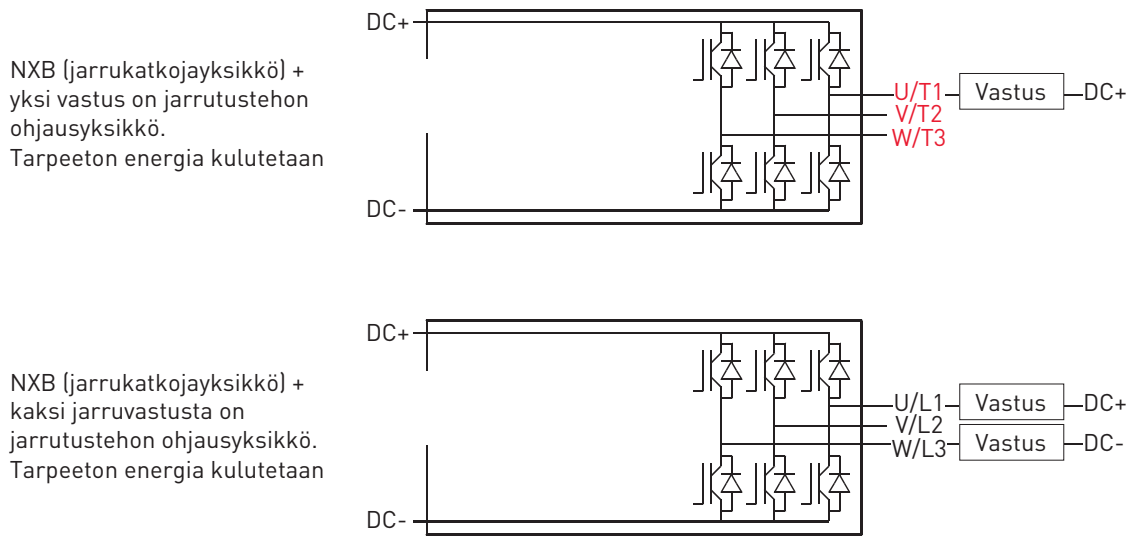 DC+
NXB (jarrukatkojayksikkö) +
yksi vastus on jarrutustehon
ohjausyksikkö.
Tarpeeton energia kulutetaan
U/T1 Vastus DC+
V/T2
W/T3
DC-
DC+
NXB (jarrukatkojayksikkö) +
kaksi jarruvastusta on
jarrutustehon ohjausyksikkö.
Tarpeeton energia kulutetaan
U/L1 Vastus DC+
V/L2
W/L3 Vastus DC-
DC-